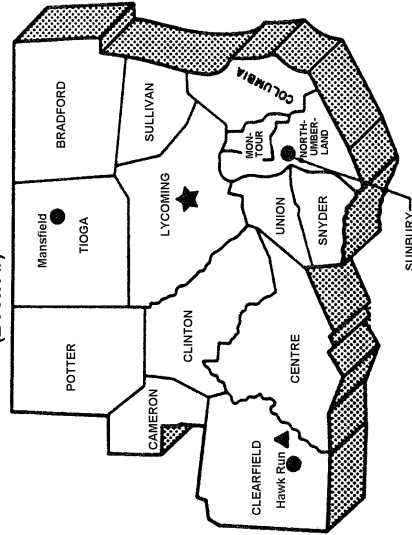 BRADFORD
SULLIVAN
COLUMBIA
Mansfield
TIOGA
LYCOMING
MON-
TOUR
NORTH-
UMBER-
LAND
UNION
SNYDER
SUNBURY
POTTER
CLINTON
CENTRE
CAMERON
CLEARFIELD
Hawk Run